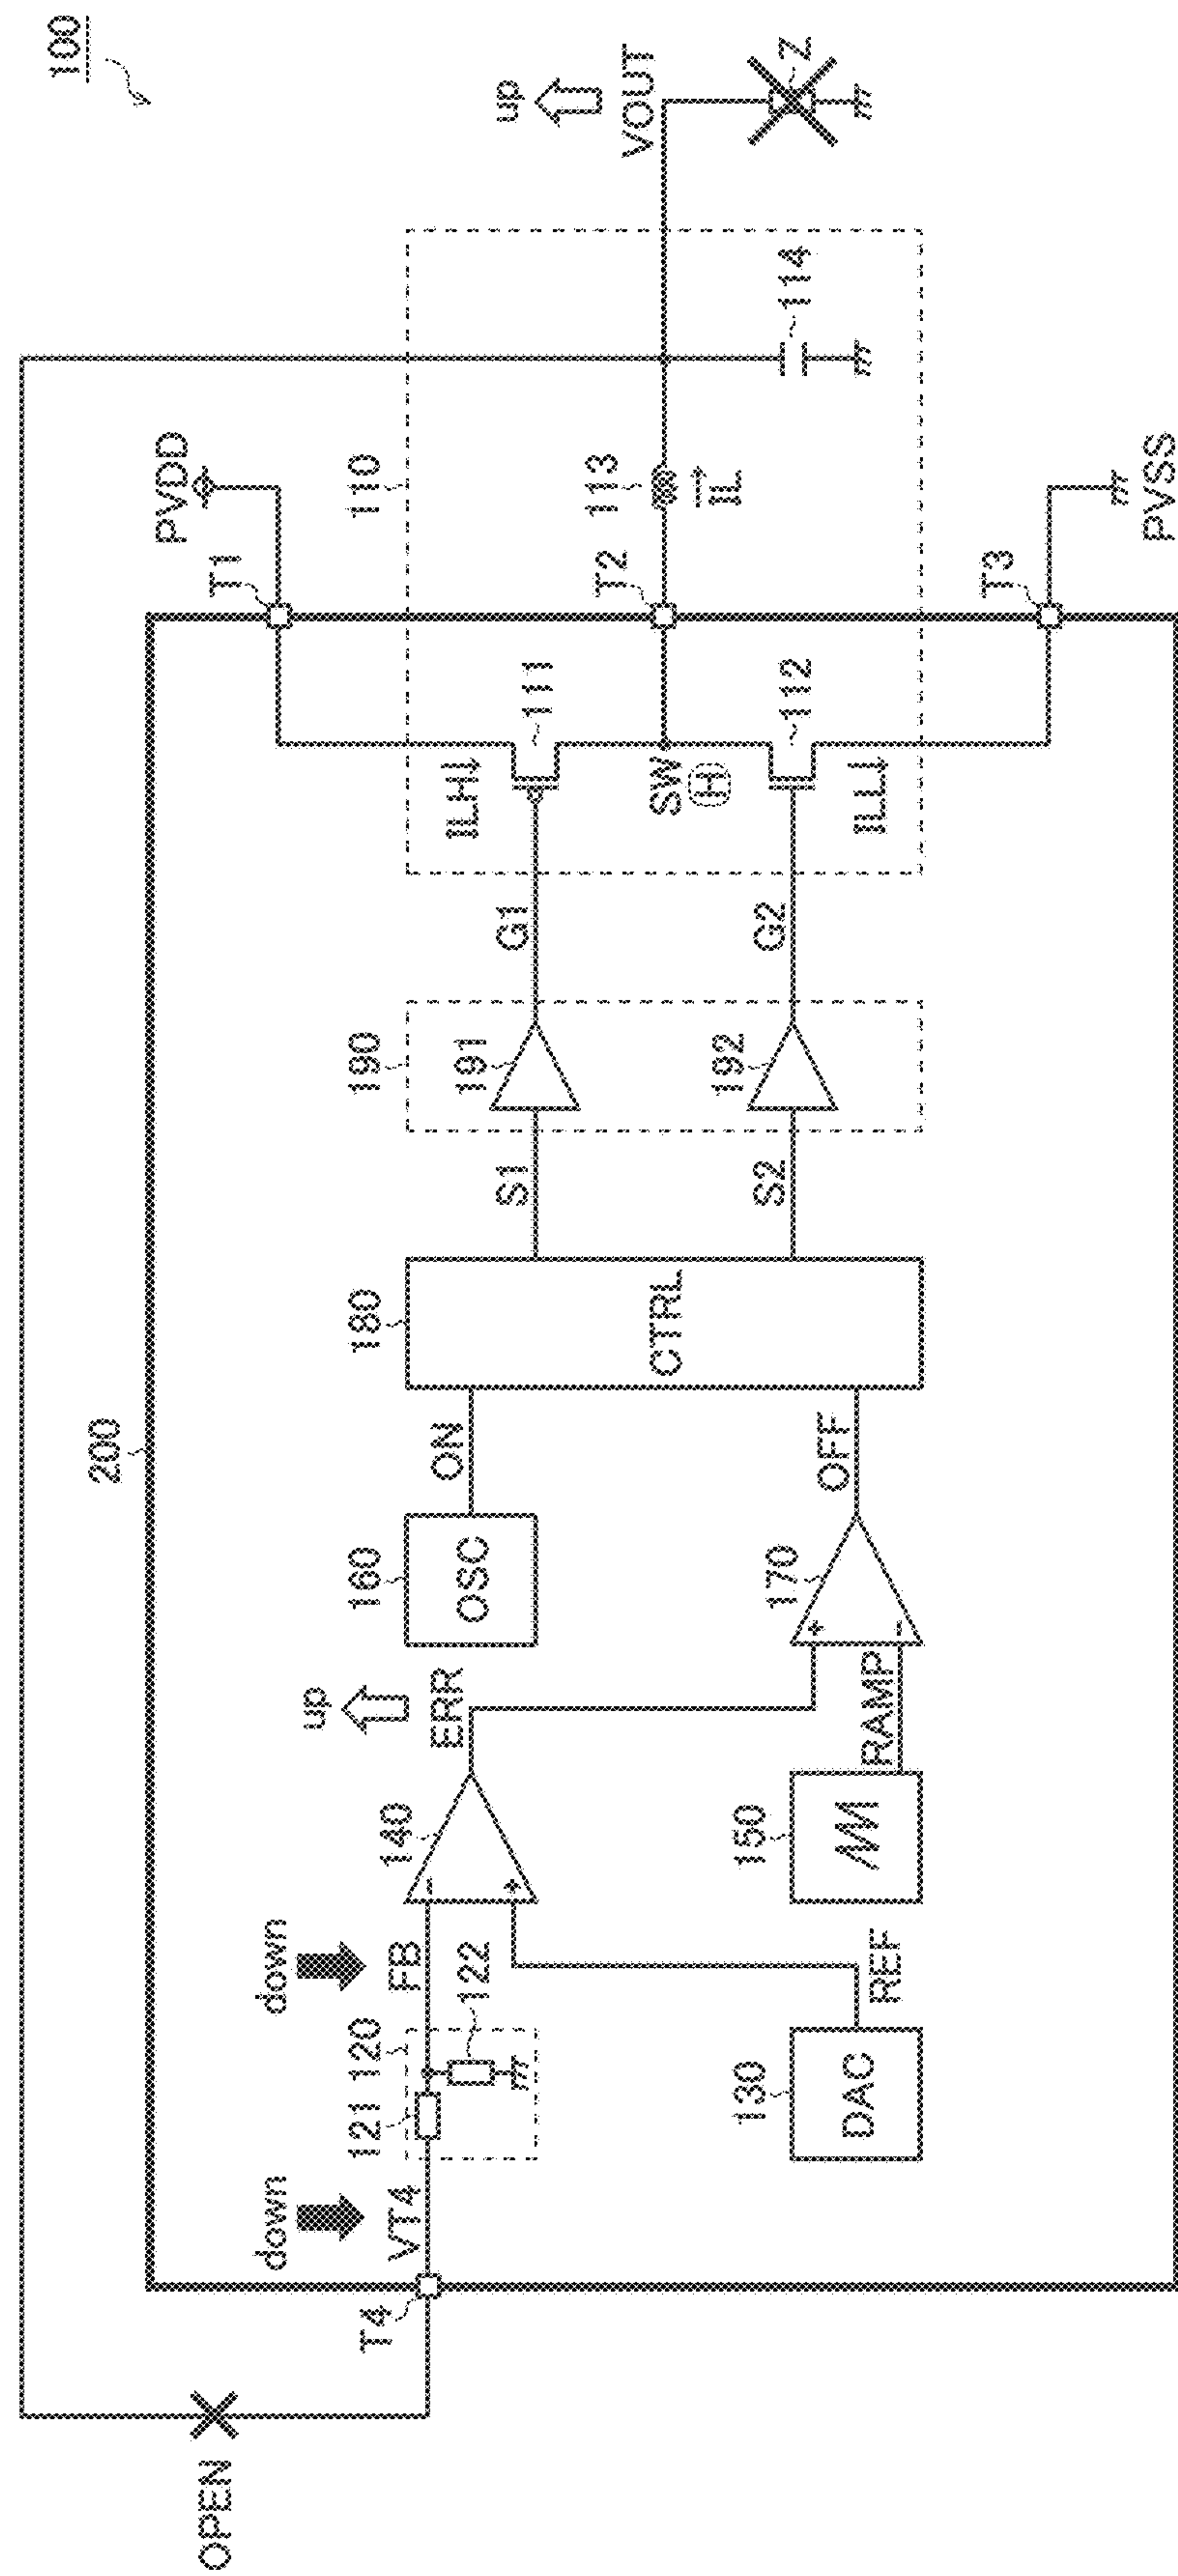 100
OPEN
T4
down
VT4
200
120
121
122
down
FB
130
DAC
REF
140
up
ERR
150
RAMP
160
OSC
ON
170
+
-
OFF
180
CTRL
S1
S2
190
191
192
G1
G2
110
ILHI
111
SW
H
112
ILLI
T1
PVDD
T2
113
IL
T3
PVSS
114
up
VOUT
Z